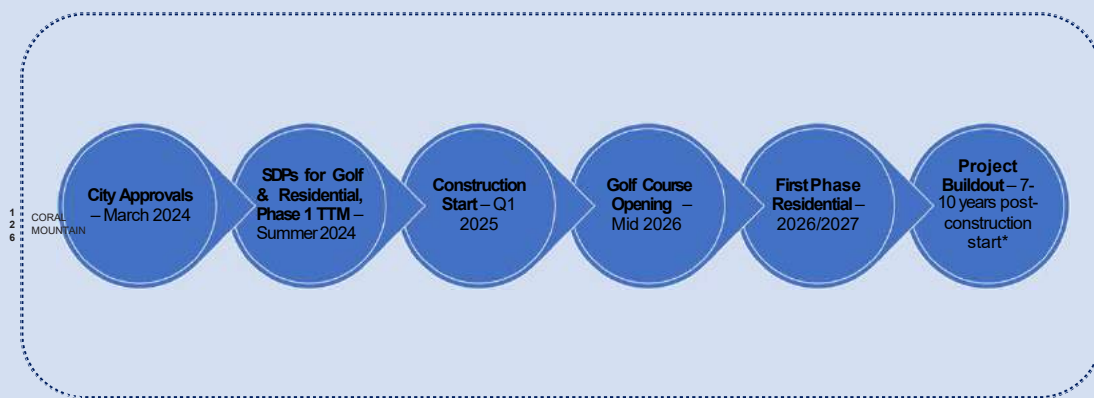 1
2
6
CORAL
MOUNTAIN
City Approvals
– March 2024
SDPs for Golf
& Residential,
Phase 1 TTM –
Summer 2024
Construction
Start – Q1
2025
Golf Course
Opening –
Mid 2026
First Phase
Residential –
2026/2027
Project
Buildout – 7-
10 years post-
construction
start*